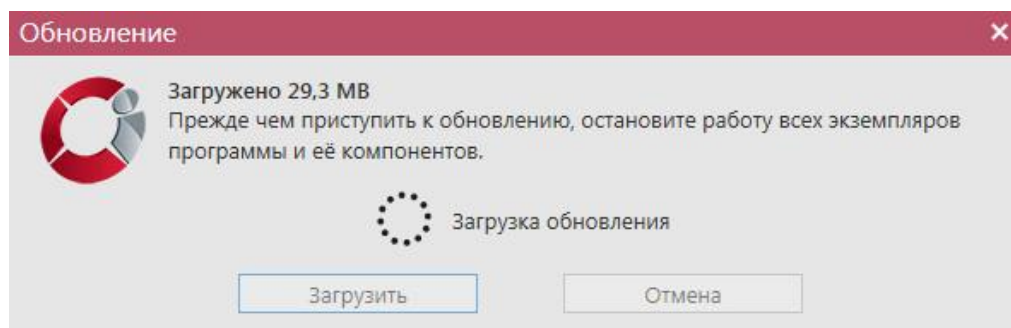 Обновление
Загружено 29,3 MB
Прежде чем приступить к обновлению, остановите работу всех экземпляров
программы и её компонентов.
Загрузка обновления
Загрузить
Отмена